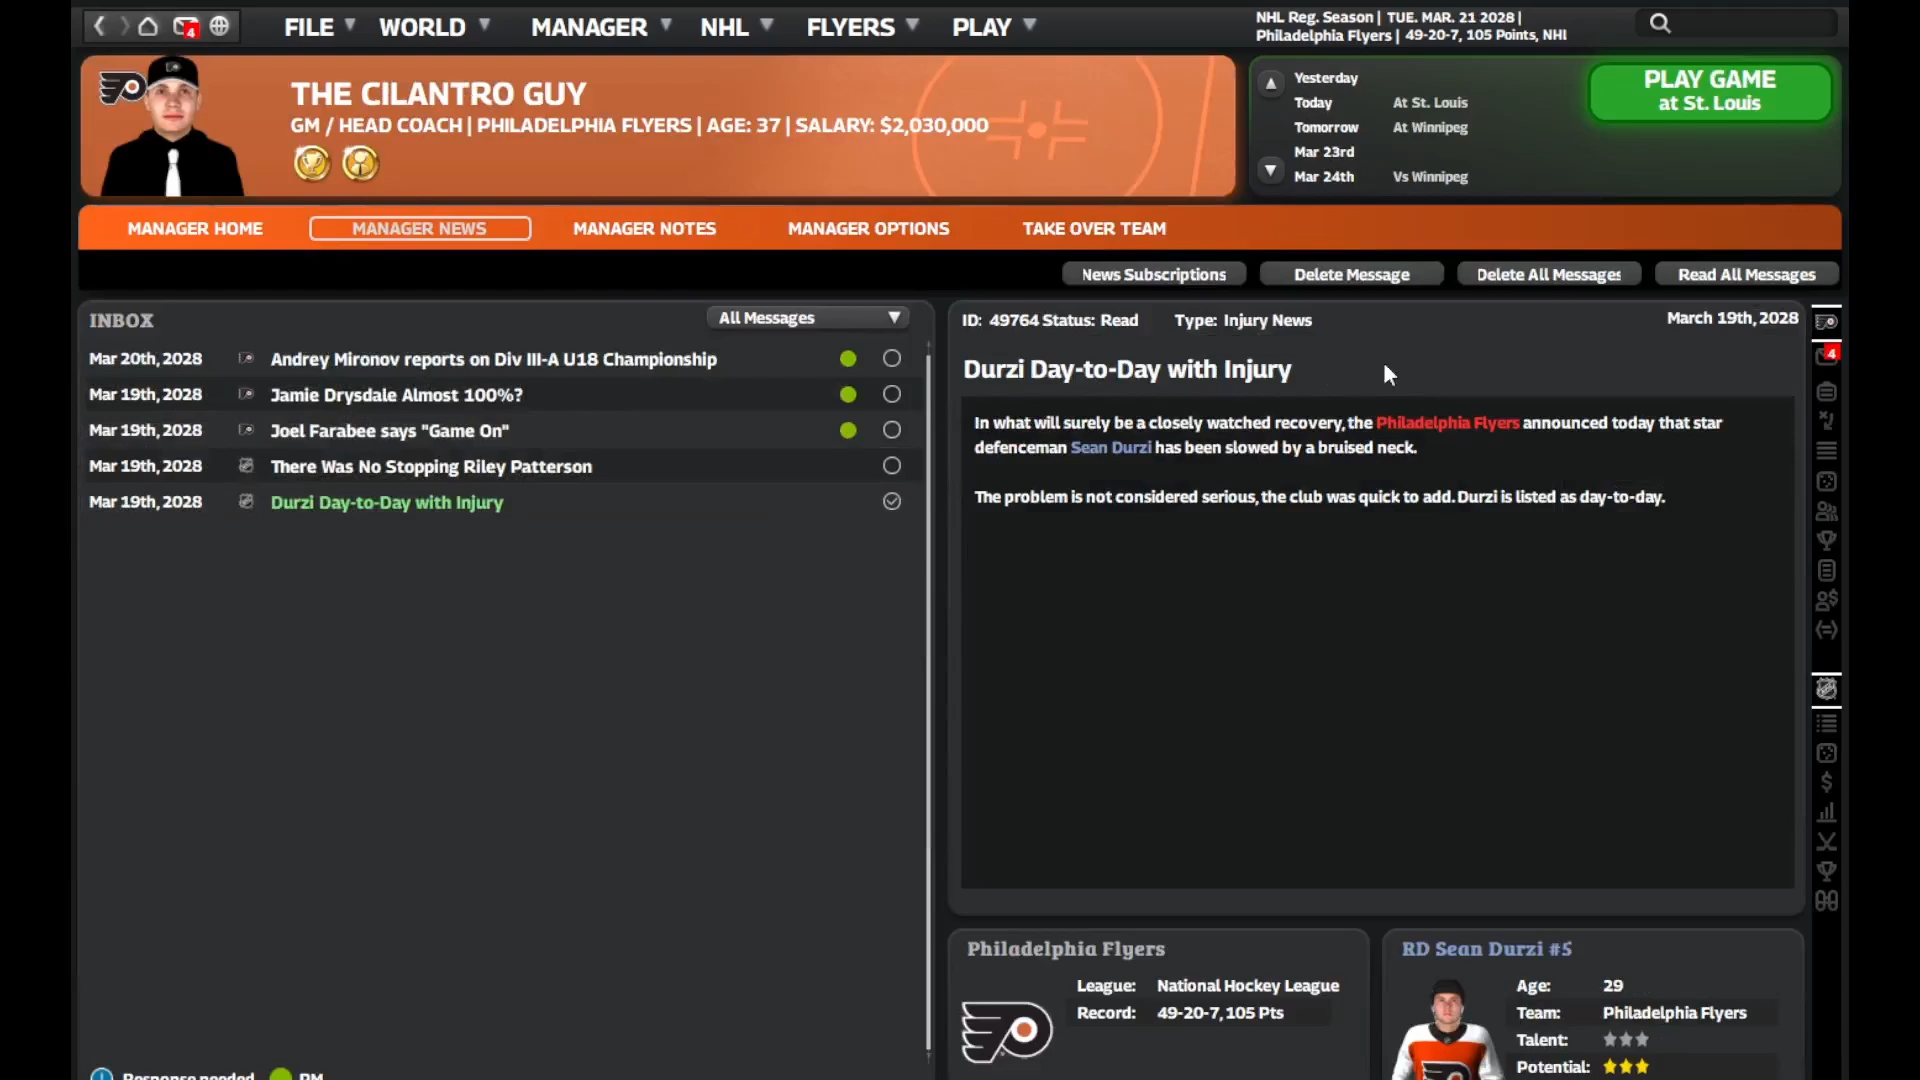 FILE WORLD MANAGER NHL FLYERS PLAY
NHL Reg. Season | TUE. MAR. 21 2028 |
Philadelphia Flyers | 49-20-7, 105 Points, NHI
4
THE CILANTRO GUY
GM / HEAD COACH | PHILADELPHIA FLYERS | AGE: 37 | SALARY: $2,030,000
Yesterday
Today At St. Louis
Tomorrow At Winnipeg
Mar 23rd
Mar 24th Vs Winnipeg
PLAY GAME
at St. Louis
MANAGER HOME MANAGER NEWS MANAGER NOTES MANAGER OPTIONS TAKE OVER TEAM
News Subscriptions Delete Message Delete All Messages Read All Messages
INBOX All Messages
Mar 20th, 2028 Andrey Mironov reports on Div III-A U18 Championship
Mar 19th, 2028 Jamie Drysdale Almost 100%?
Mar 19th, 2028 Joel Farabee says "Game On"
Mar 19th, 2028 There Was No Stopping Riley Patterson
Mar 19th, 2028 Durzi Day-to-Day with Injury
Response needed PM
ID: 49764 Status: Read Type: Injury News March 19th, 2028
Durzi Day-to-Day with Injury
In what will surely be a closely watched recovery, the Philadelphia Flyers announced today that star
defenceman Sean Durzi has been slowed by a bruised neck.
The problem is not considered serious, the club was quick to add. Durzi is listed as day-to-day.
4
Philadelphia Flyers
League: National Hockey League
Record: 49-20-7, 105 Pts
RD Sean Durzi #5
Age: 29
Team: Philadelphia Flyers
Talent:
Potential: